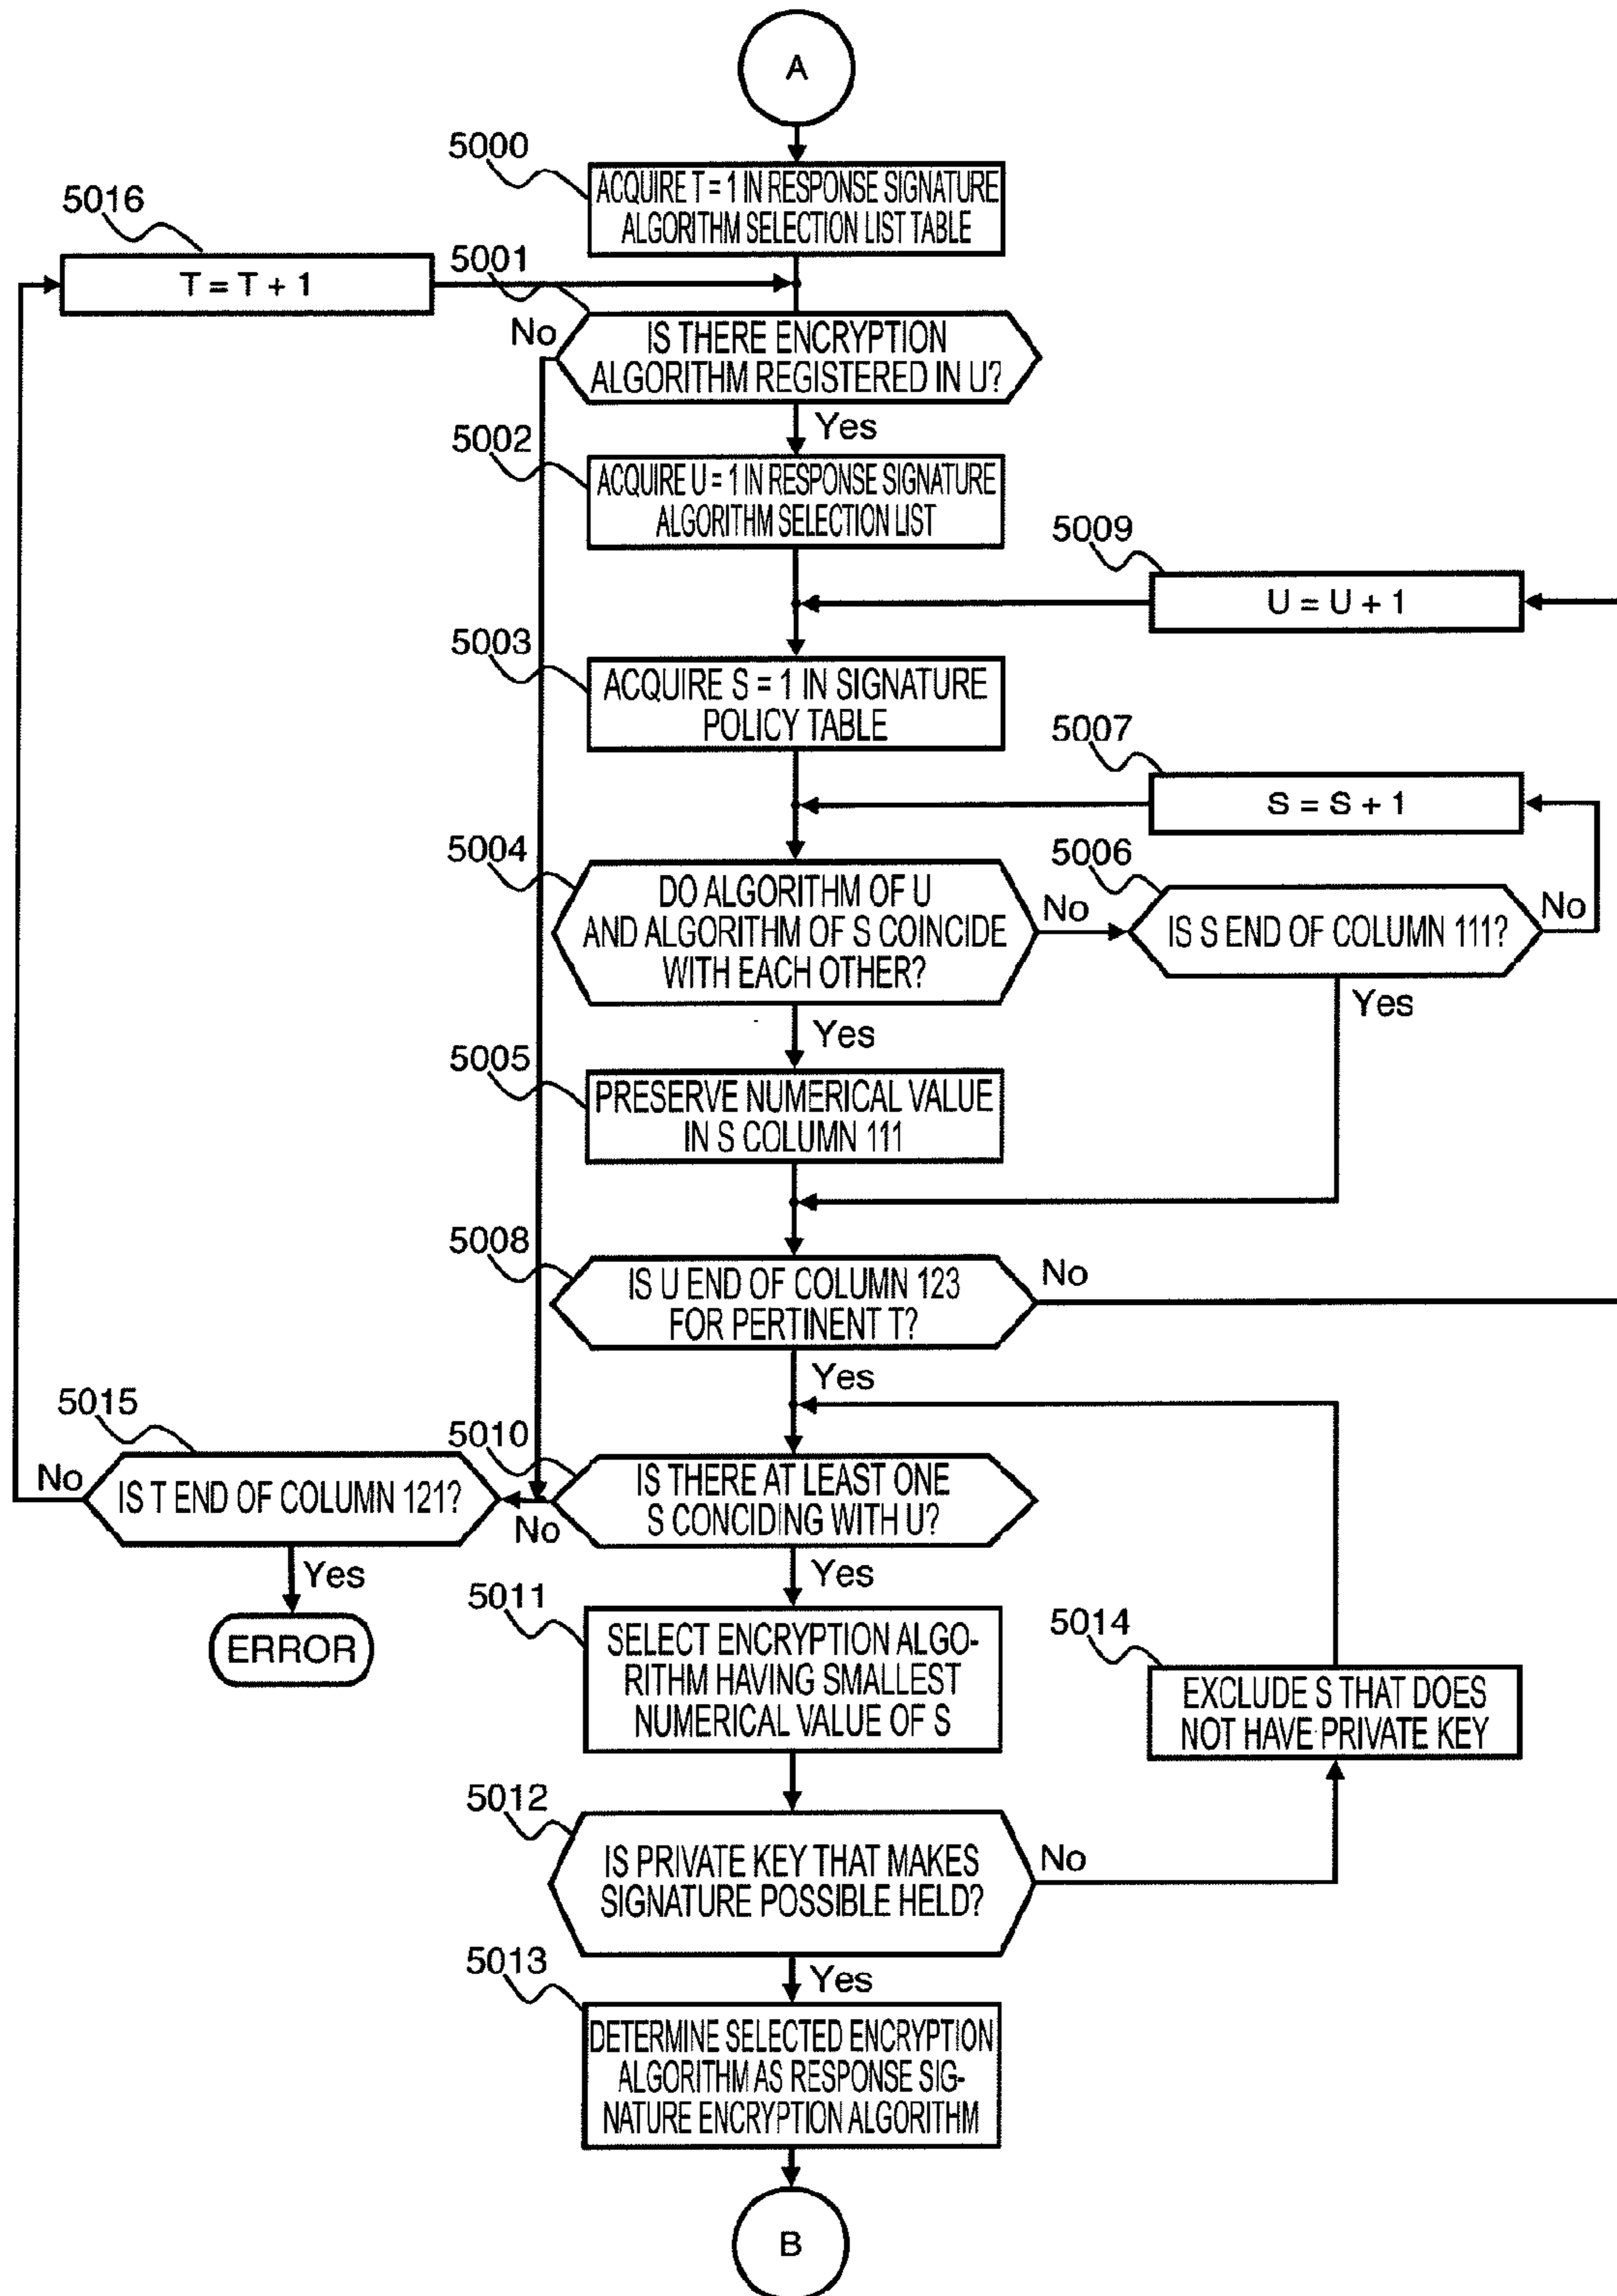 A
5000
ACQUIRE T = 1 IN RESPONSE SIGNATURE
ALGORITHM SELECTION LIST TABLE
5016
T = T + 1
5001
No
IS THERE ENCRYPTION
ALGORITHM REGISTERED IN U?
Yes
5002
ACQUIRE U = 1 IN RESPONSE SIGNATURE
ALGORITHM SELECTION LIST
5009
U = U + 1
5003
ACQUIRE S = 1 IN SIGNATURE
POLICY TABLE
5007
S = S + 1
5004
DO ALGORITHM OF U
AND ALGORITHM OF S COINCIDE
WITH EACH OTHER?
No
5006
IS S END OF COLUMN 111?
No
Yes
Yes
5005
PRESERVE NUMERICAL VALUE
IN S COLUMN 111
5008
IS U END OF COLUMN 123
FOR PERTINENT T?
No
Yes
5015
No
IS T END OF COLUMN 121?
Yes
ERROR
5010
IS THERE AT LEAST ONE
S CONCIDING WITH U?
No
Yes
5011
SELECT ENCRYPTION ALGO-
RITHM HAVING SMALLEST
NUMERICAL VALUE OF S
5014
EXCLUDE S THAT DOES
NOT HAVE PRIVATE KEY
5012
IS PRIVATE KEY THAT MAKES
SIGNATURE POSSIBLE HELD?
No
Yes
5013
DETERMINE SELECTED ENCRYPTION
ALGORITHM AS RESPONSE SIG-
NATURE ENCRYPTION ALGORITHM
B